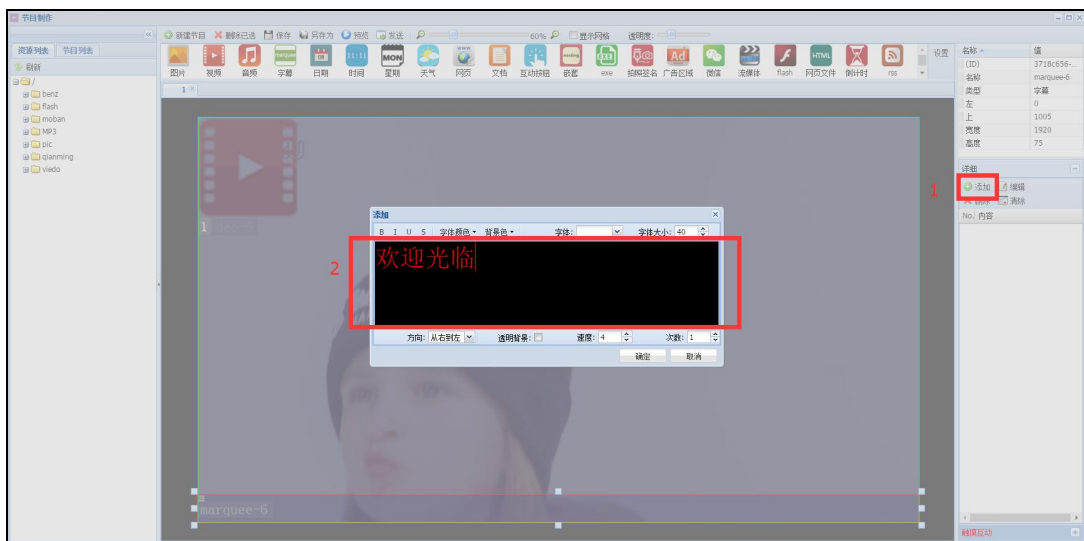 节目制作
新建节目 删除已选 保存 另存为 预览 发送 60% 显示网格 透明度:
资源列表 节目列表
刷新
/
benz
flash
moban
MP3
pic
qianming
viedo
图片 视频 音频 字幕 日期 时间 星期 天气 网页 文档 互动按钮 嵌套 exe 拍照签名 广告区域 微信 流媒体 flash 网页文件 倒计时 rss
设置
1
名称 值
(ID) 3718c656-...
名称 marquee-6
类型 字幕
左 0
上 1005
宽度 1920
高度 75
详细
1
添加 编辑
删除 清除
No. 内容
添加
B I U S 字体颜色 背景色 字体: 字体大小: 40
2
欢迎光临
方向: 从右到左 透明背景: 速度: 4 次数: 1
确定 取消
marquee-6
触摸互动